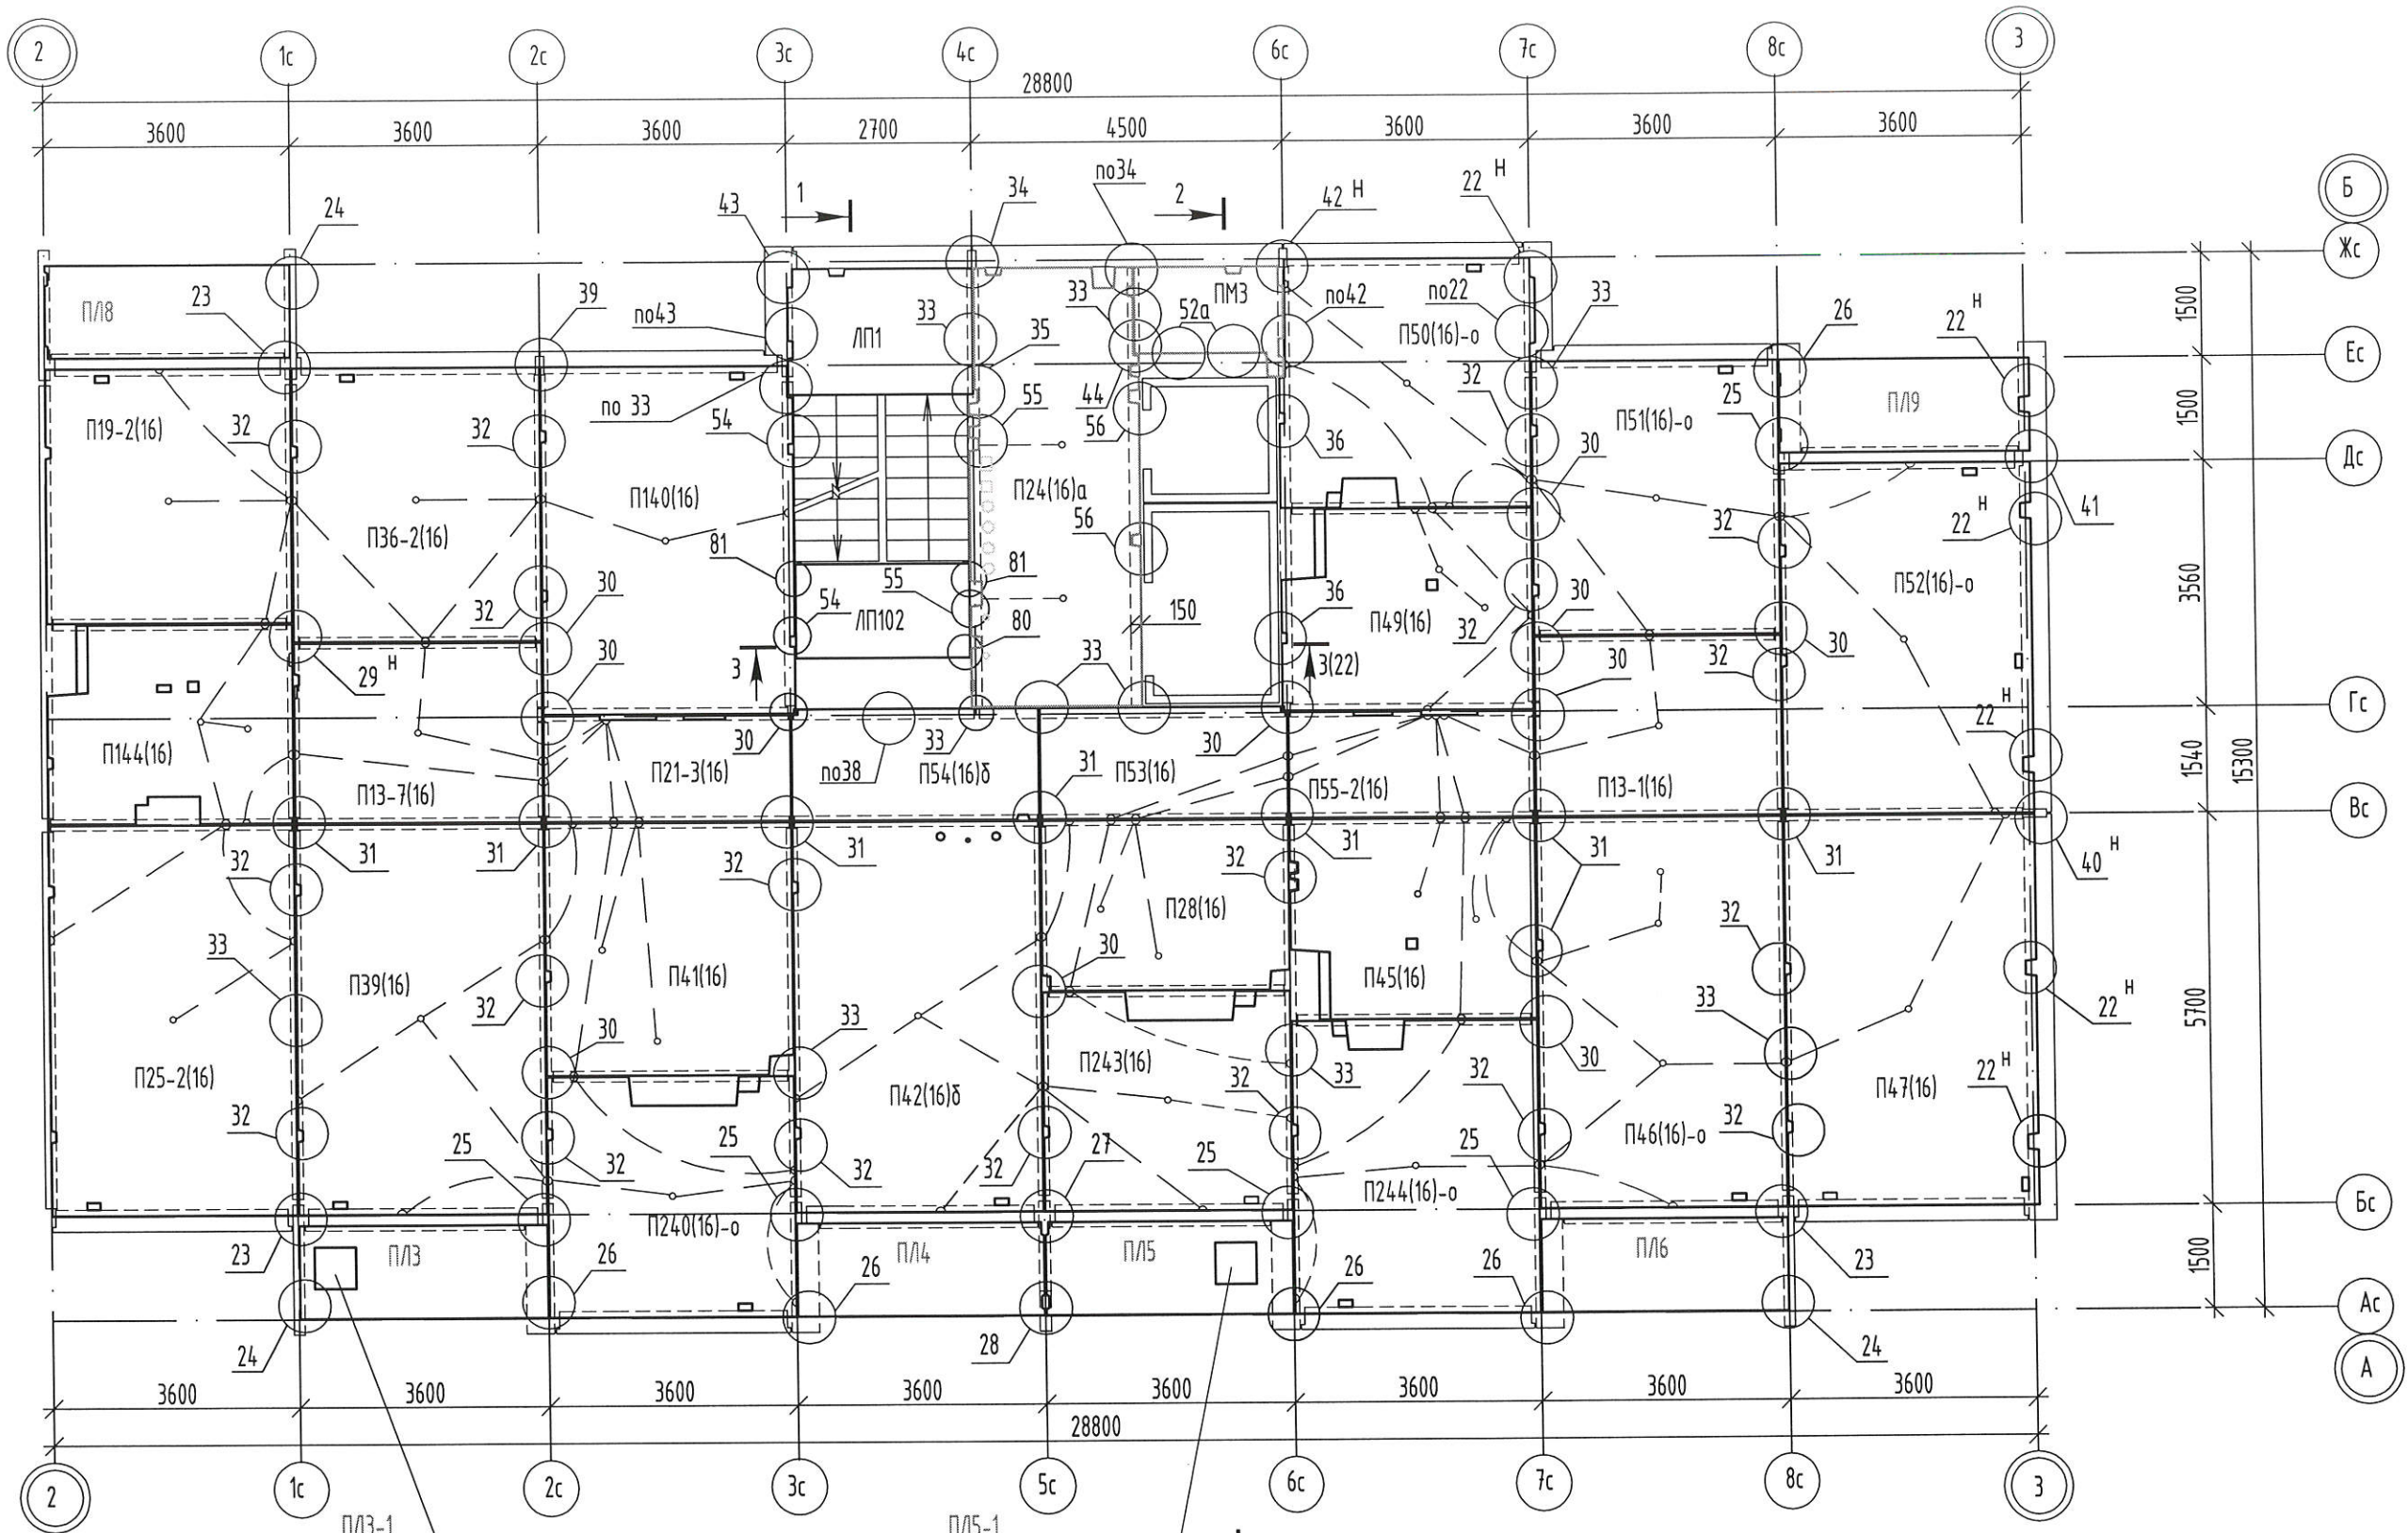 2 1с 2с 3с 4с 6с 7с 8с 3
28800
3600 3600 3600 2700 4500 3600 3600 3600
Б
Жс
43 1 34 по34 2 42 Н 22 Н
24
ПЛ8 23 39 по43 ЛП1 33 35 33 ПМ3 52а по42 по22 П50(16)-о 33 26 22 Н
1500
Ес
П19-2(16) 32 32 по 33 54 55 44 56 36 32 П51(16)-о 25 ПЛ9
1500
30
Дс
П36-2(16) П140(16) П24(16)а 41
81 56 32 22 Н
81 55
32 30 54 ЛП102 80 150 36 П49(16) 32 30 П52(16)-о
3560
29 Н 30 3 33 3(22) 30 32 30
22 Н
Гс
П144(16) П13-7(16) 30 П21-3(16) по38 33 П54(16)δ 31 П53(16) 30 П55-2(16) П13-1(16)
1540
15300
Вс
32 31 31 32 31 32 31 31 31 40 Н
П28(16)
33 П39(16) 32 П41(16) 30 П45(16) 32
33 22 Н
5700
П25-2(16) 30 33 П42(16)δ П243(16) 32 33 32 30 П47(16) 22 Н
32 25 32 25 32 32 27 25 25 П46(16)-о 32
П244(16)-о
Бс
23 ПЛ3 26 П240(16)-о 26 ПЛ4 ПЛ5 26 26 ПЛ6 23
1500
Ас
24 28 24
А
3600 3600 3600 3600 3600 3600 3600 3600
28800
2 1с 2с 3с 5с 6с 7с 8с 3
ПЛ3-1 ПЛ5-1